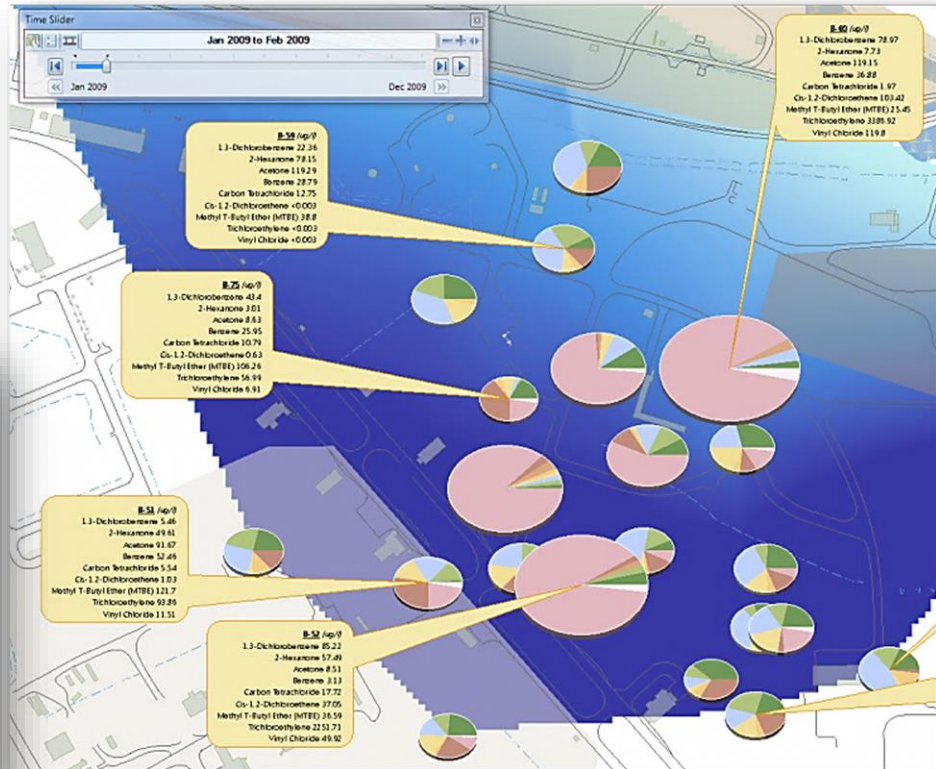 Time Slider
Jan 2009 to Feb 2009
Jan 2009
Dec 2009
B-60 (ug/l)
1.3-Dichlorobenzene 78.97
2-Hexanone 7.73
Acetone 119.15
Benzene 36.88
Carbon Tetrachloride 1.97
Cis-1.2-Dichloroethene 103.42
Methyl T-Butyl Ether (MTBE) 25.45
Trichloroethylene 3386.92
Vinyl Chloride 119.8
B-59 (ug/l)
1.3-Dichlorobenzene 22.36
2-Hexanone 78.15
Acetone 119.29
Benzene 28.79
Carbon Tetrachloride 12.75
Cis-1.2-Dichloroethene <0.003
Methyl T-Butyl Ether (MTBE) 38.8
Trichloroethylene <0.003
Vinyl Chloride <0.003
B-75 (ug/l)
1.3-Dichlorobenzene 43.4
2-Hexanone 3.01
Acetone 8.63
Benzene 25.95
Carbon Tetrachloride 10.79
Cis-1.2-Dichloroethene 0.63
Methyl T-Butyl Ether (MTBE) 106.26
Trichloroethylene 56.99
Vinyl Chloride 6.91
B-51 (ug/l)
1.3-Dichlorobenzene 5.46
2-Hexanone 49.61
Acetone 91.67
Benzene 52.46
Carbon Tetrachloride 5.54
Cis-1.2-Dichloroethene 1.03
Methyl T-Butyl Ether (MTBE) 121.7
Trichloroethylene 93.86
Vinyl Chloride 11.51
B-52 (ug/l)
1.3-Dichlorobenzene 85.22
2-Hexanone 57.49
Acetone 8.51
Benzene 3.13
Carbon Tetrachloride 17.72
Cis-1.2-Dichloroethene 37.05
Methyl T-Butyl Ether (MTBE) 36.59
Trichloroethylene 2251.73
Vinyl Chloride 49.92